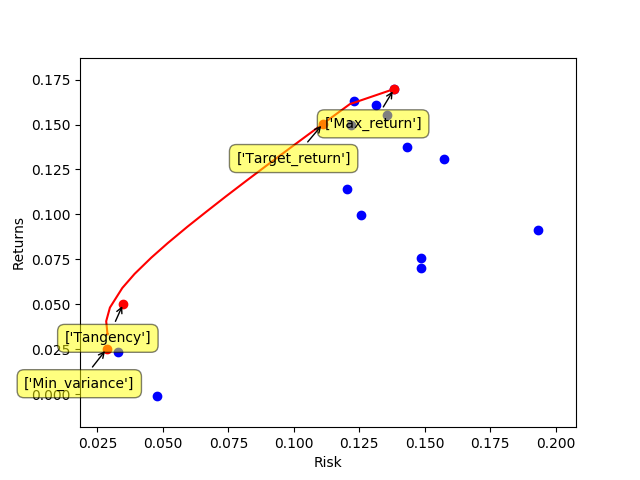 0.175
0.150
0.125
0.100
0.075
0.050
0.025
0.000
Returns
['Max_return']
['Target_return']
['Tangency']
['Min_variance']
0.025 0.050 0.075 0.100 0.125 0.150 0.175 0.200
Risk